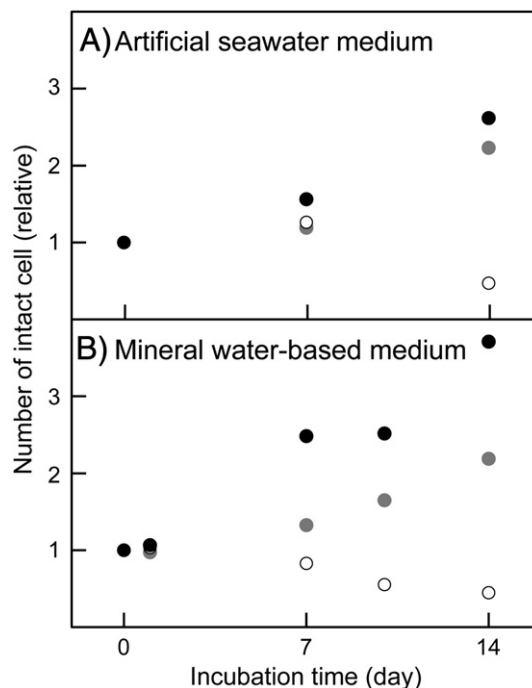 A) Artificial seawater medium
3
2
1
B) Mineral water-based medium
3
2
1
Number of intact cell (relative)
0 7 14
Incubation time (day)